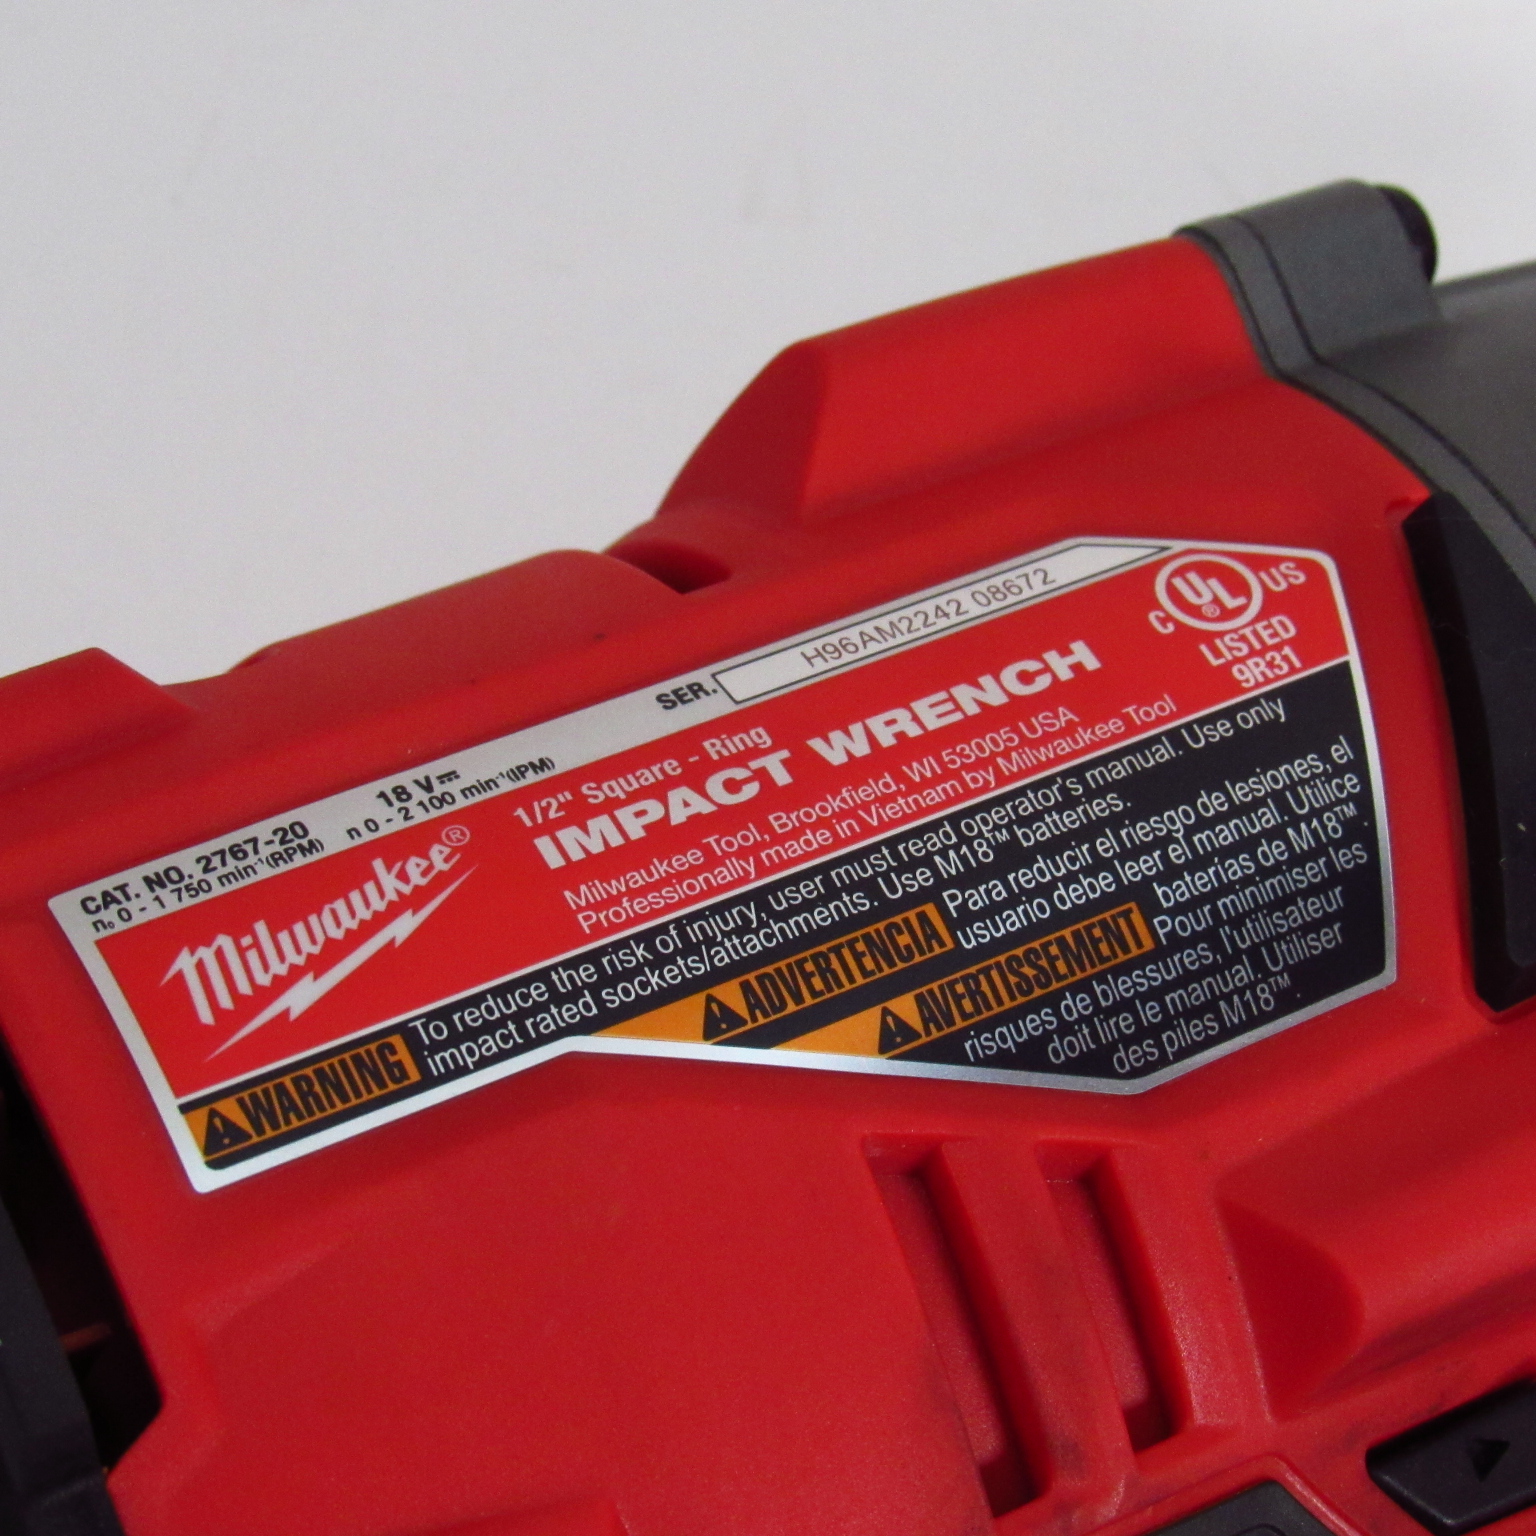 CAT. NO. 2767-20 18 V⎓ SER. H96AM2242 08672
n₀ 0 - 1 750 min⁻¹(RPM) n 0 - 2 100 min⁻¹(IPM)
Milwaukee®
1/2" Square - Ring
IMPACT WRENCH
Milwaukee Tool, Brookfield, WI 53005 USA
Professionally made in Vietnam by Milwaukee Tool
C UL® US
LISTED
9R31
⚠WARNING To reduce the risk of injury, user must read operator's manual. Use only
impact rated sockets/attachments. Use M18™ batteries.
⚠ADVERTENCIA Para reducir el riesgo de lesiones, el
usuario debe leer el manual. Utilice
baterías de M18™.
⚠AVERTISSEMENT Pour minimiser les
risques de blessures, l'utilisateur
doit lire le manual. Utiliser
des piles M18™.